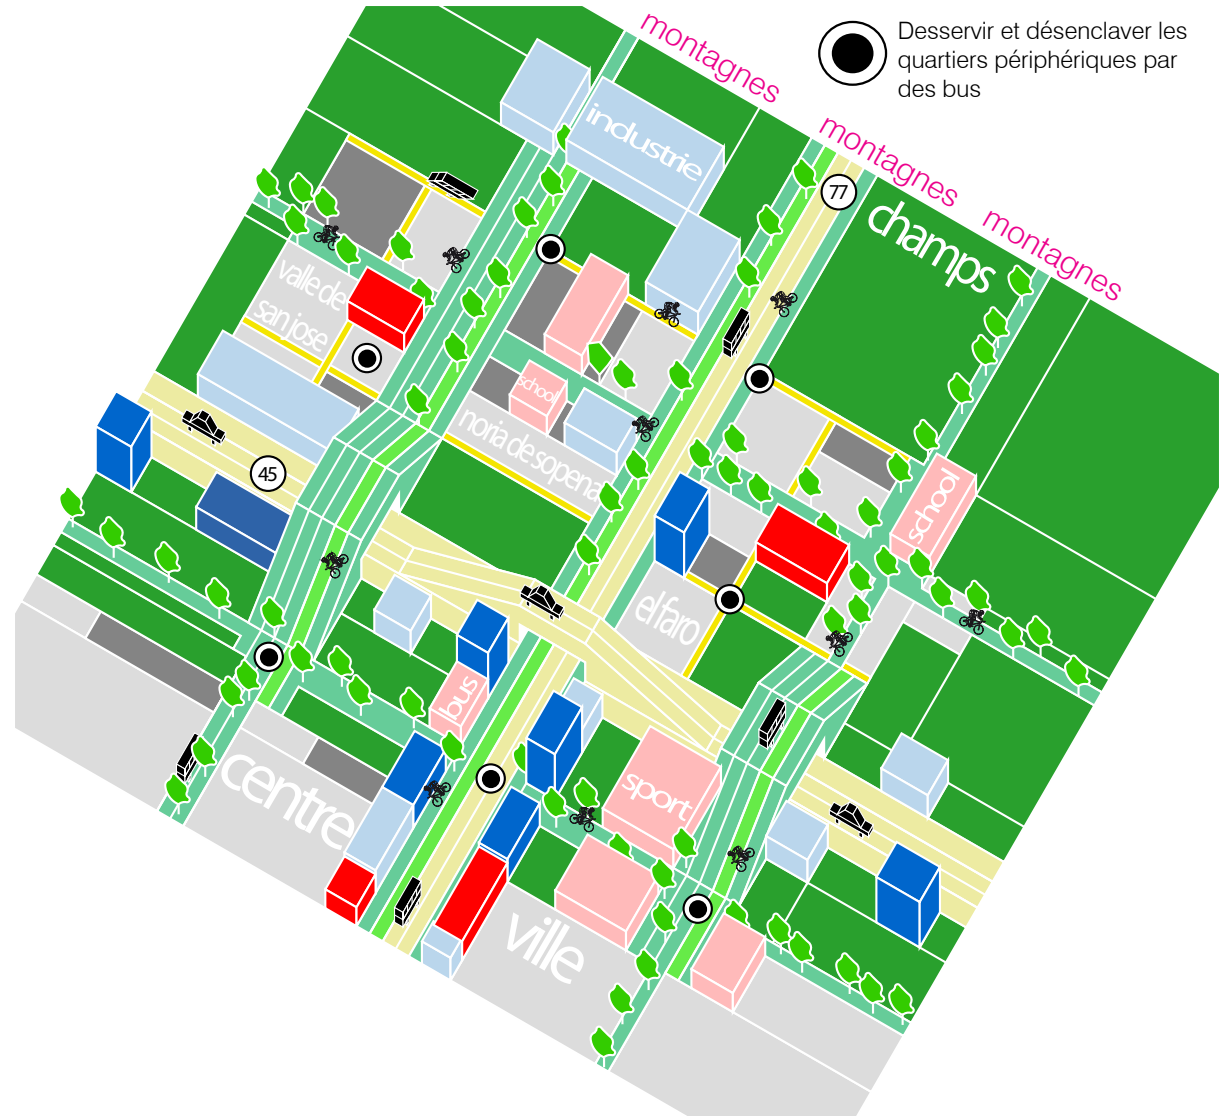 Desservir et désenclaver les
quartiers périphériques par
des bus
montagnes
montagnes
montagnes
industrie
77
champs
valle de
san jose
school
noria de sopena
45
school
el faro
bus
centre
sport
ville